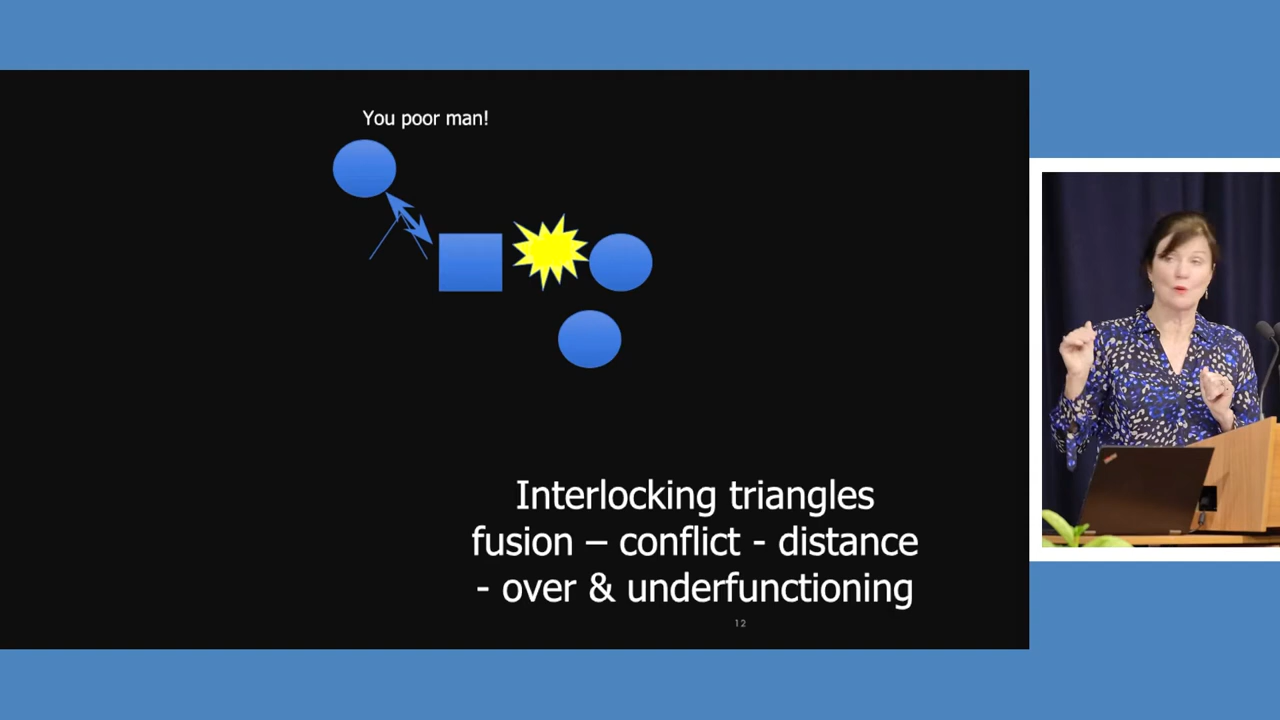 You poor man!
Interlocking triangles
fusion – conflict - distance
- over & underfunctioning
12